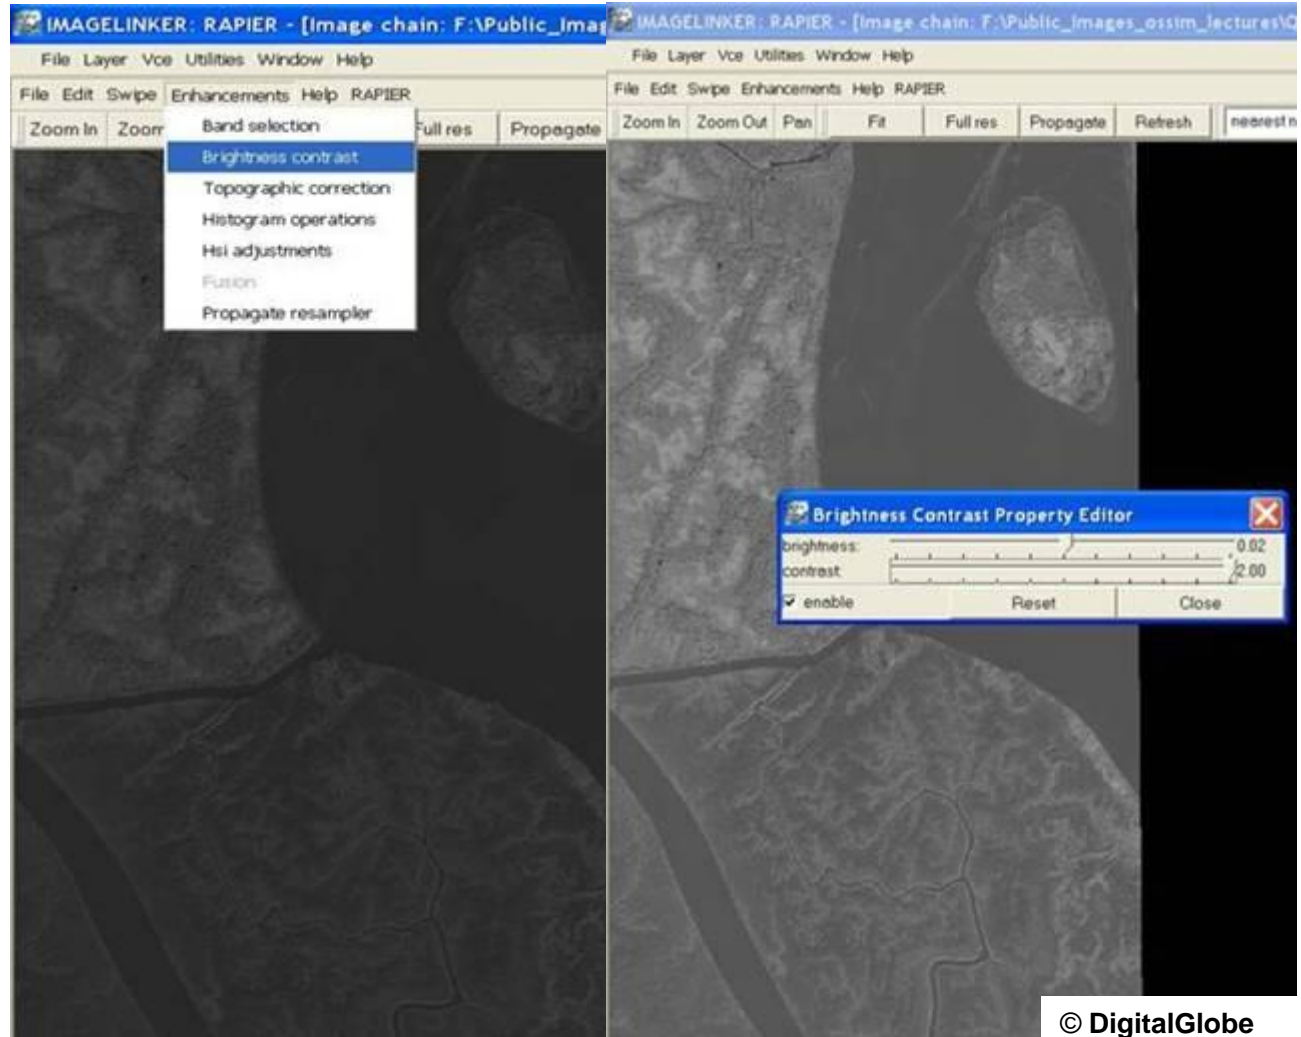 IMAGELINKER: RAPIER - [Image chain: F:\Public_Imag
File Layer Vce Utilities Window Help
File Edit Swipe Enhancements Help RAPIER
Zoom In Zoom Full res Propagate
Band selection
Brightness contrast
Topographic correction
Histogram operations
Hsi adjustments
Fusion
Propagate resampler
IMAGELINKER: RAPIER - [Image chain: F:\Public_Images_ossim_lectures\Q
File Layer Vce Utilities Window Help
File Edit Swipe Enhancements Help RAPIER
Zoom In Zoom Out Pan Fit Full res Propagate Refresh nearest n
Brightness Contrast Property Editor
brightness: 0.02
contrast 2.00
enable Reset Close
© DigitalGlobe